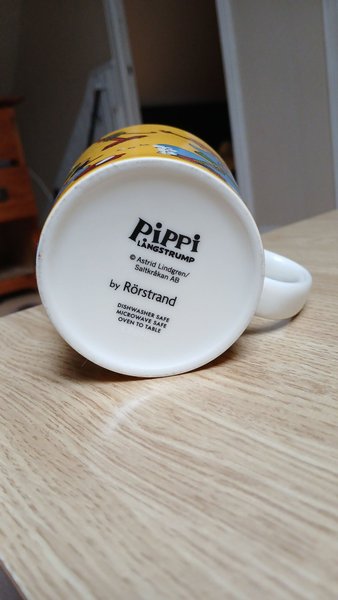 PiPPi
LÅNGSTRUMP
© Astrid Lindgren/
Saltkråkan AB
by Rörstrand
DISHWASHER SAFE
MICROWAVE SAFE
OVEN TO TABLE